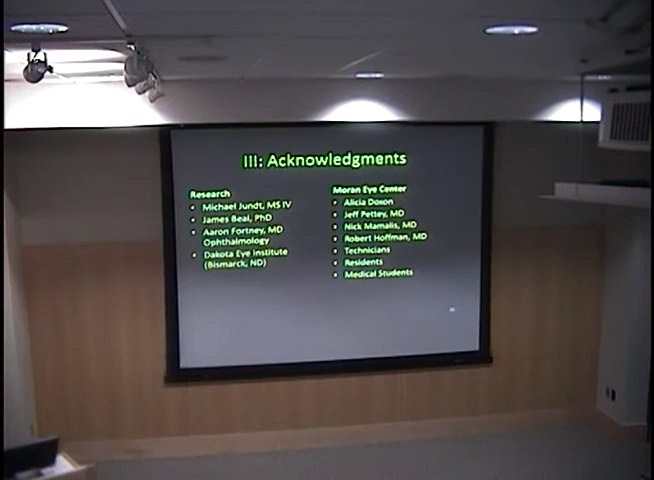 III: Acknowledgments
Research
• Michael Jundt, MS IV
• James Beal, PhD
• Aaron Fortney, MD
Ophthalmology
• Dakota Eye Institute
(Bismarck, ND)
Moran Eye Center
• Alicia Doxon
• Jeff Pettey, MD
• Nick Mamalis, MD
• Robert Hoffman, MD
• Technicians
• Residents
• Medical Students